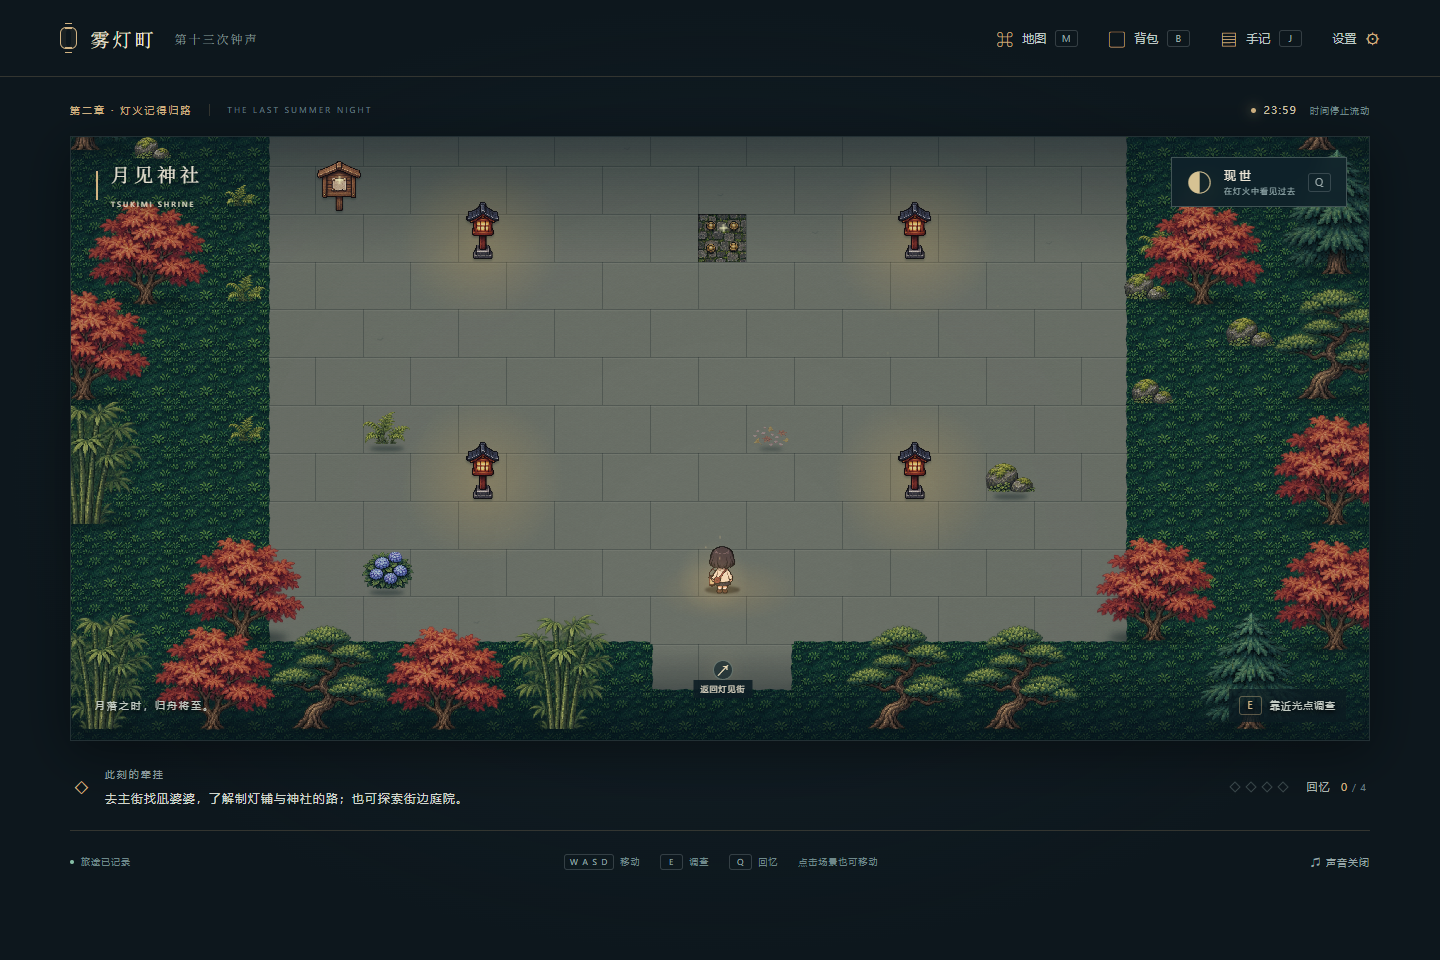 雾灯町 第十三次钟声
地图 M 背包 B 手记 J 设置
第二章 · 灯火记得归路 THE LAST SUMMER NIGHT
23:59 时间停止流动
月见神社
TSUKIMI SHRINE
现世
在灯火中看见过去
Q
返回灯见街
月落之时，归舟将至。
E 靠近光点调查
此刻的牵挂
去主街找凪婆婆，了解制灯铺与神社的路；也可探索街边庭院。
回忆 0 / 4
旅途已记录
WASD 移动 E 调查 Q 回忆 点击场景也可移动
声音关闭